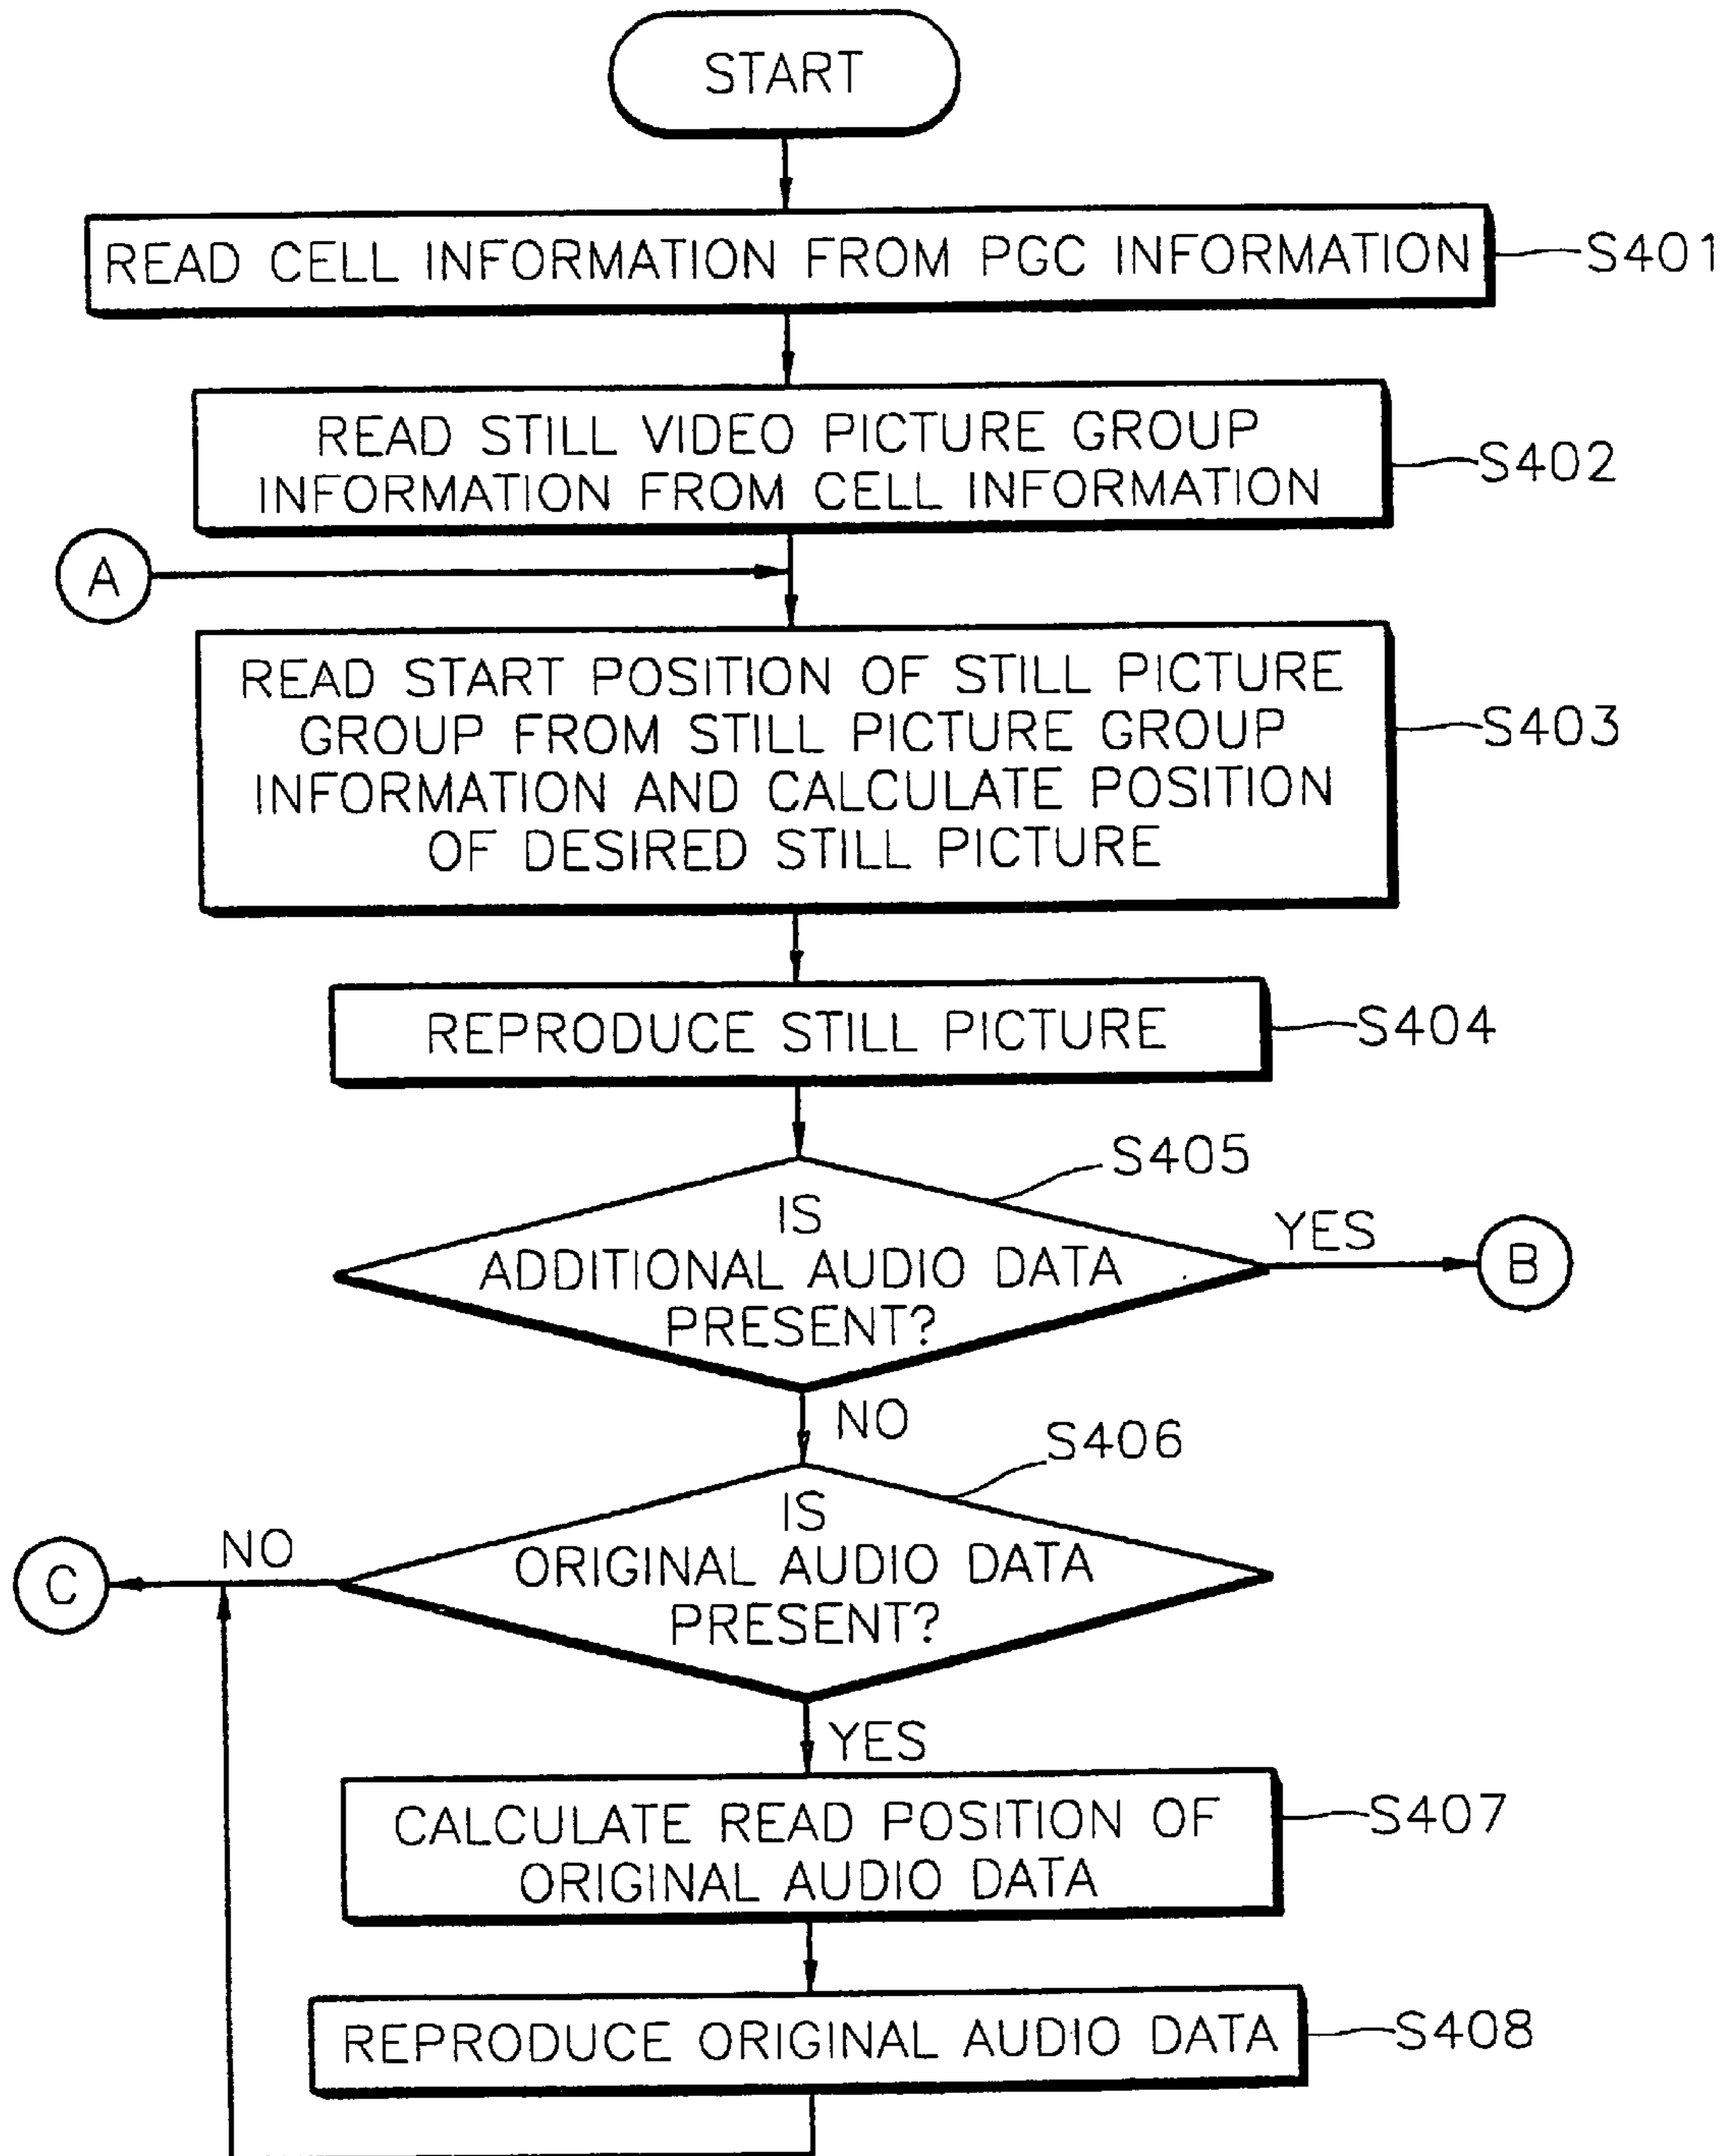 START
READ CELL INFORMATION FROM PGC INFORMATION
S401
READ STILL VIDEO PICTURE GROUP
INFORMATION FROM CELL INFORMATION
S402
A
READ START POSITION OF STILL PICTURE
GROUP FROM STILL PICTURE GROUP
INFORMATION AND CALCULATE POSITION
OF DESIRED STILL PICTURE
S403
REPRODUCE STILL PICTURE
S404
S405
IS
ADDITIONAL AUDIO DATA
PRESENT?
YES
B
NO
S406
IS
ORIGINAL AUDIO DATA
PRESENT?
NO
C
YES
CALCULATE READ POSITION OF
ORIGINAL AUDIO DATA
S407
REPRODUCE ORIGINAL AUDIO DATA
S408